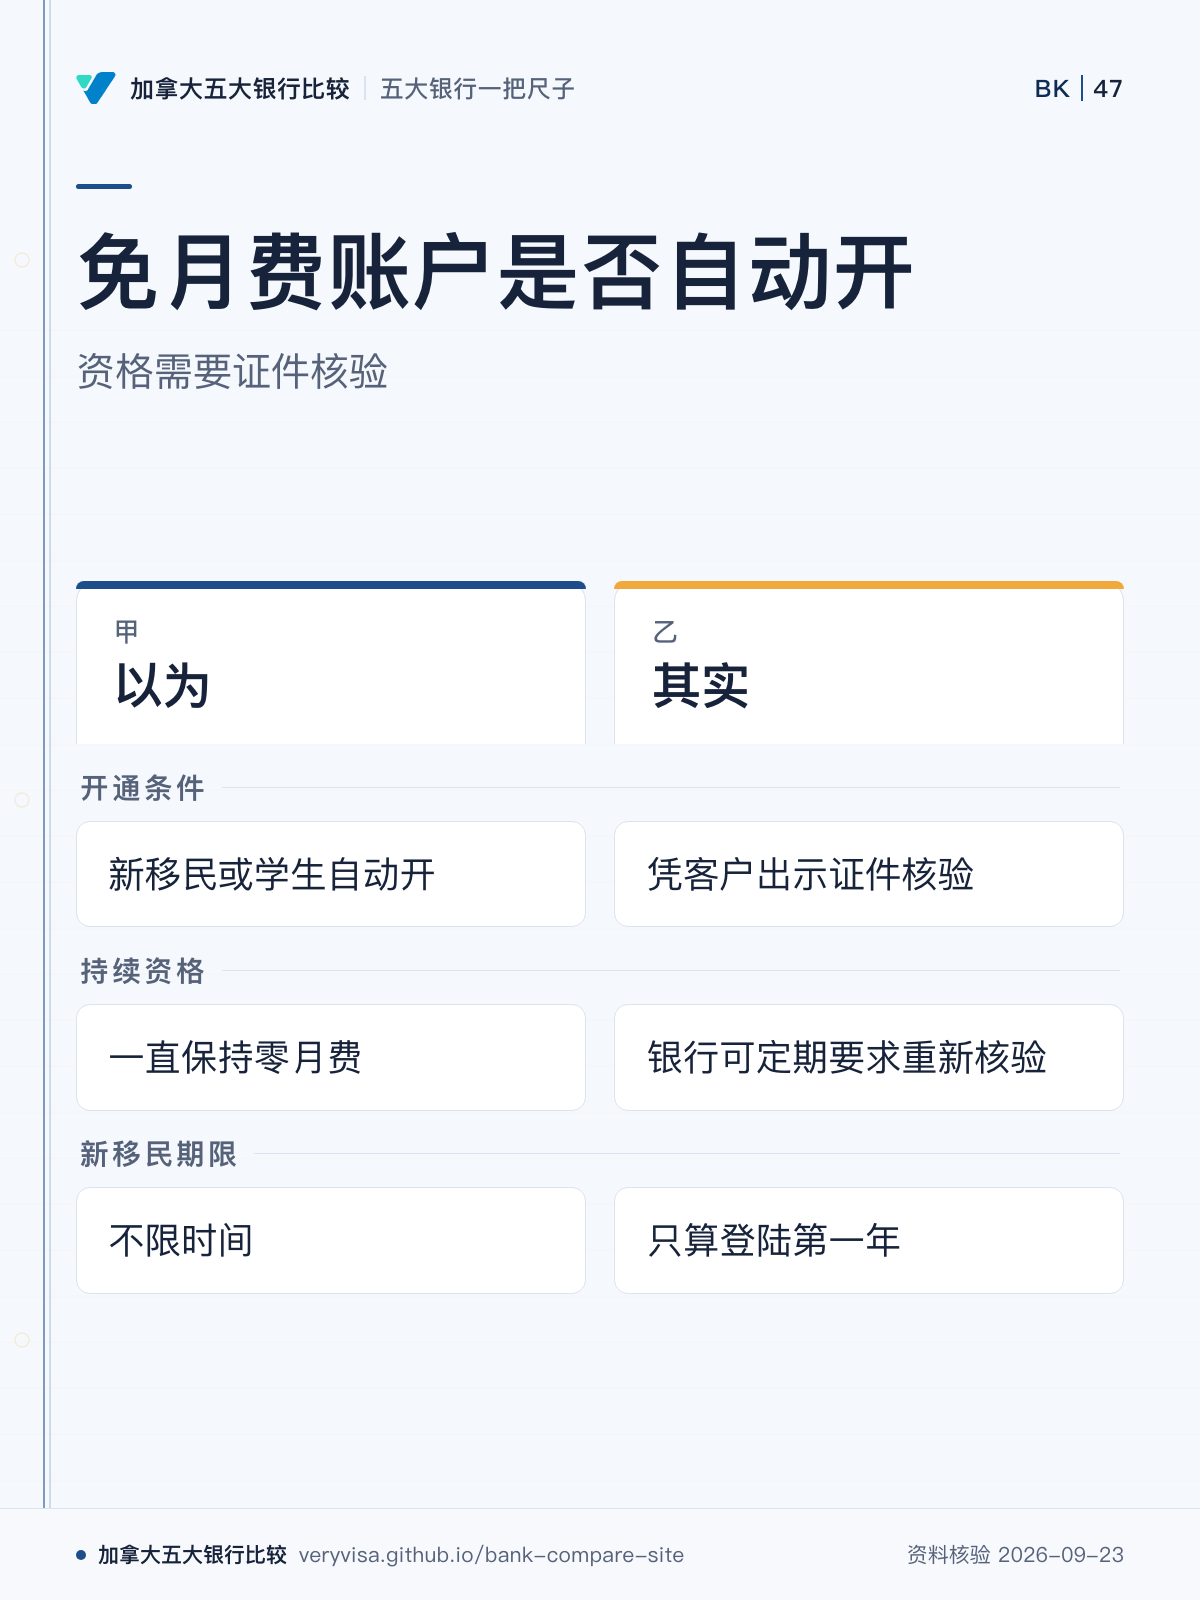 加拿大五大银行比较 五大银行一把尺子 BK 47
免月费账户是否自动开
资格需要证件核验
甲 乙
以为 其实
开通条件
新移民或学生自动开 凭客户出示证件核验
持续资格
一直保持零月费 银行可定期要求重新核验
新移民期限
不限时间 只算登陆第一年
加拿大五大银行比较 veryvisa.github.io/bank-compare-site 资料核验 2026-09-23